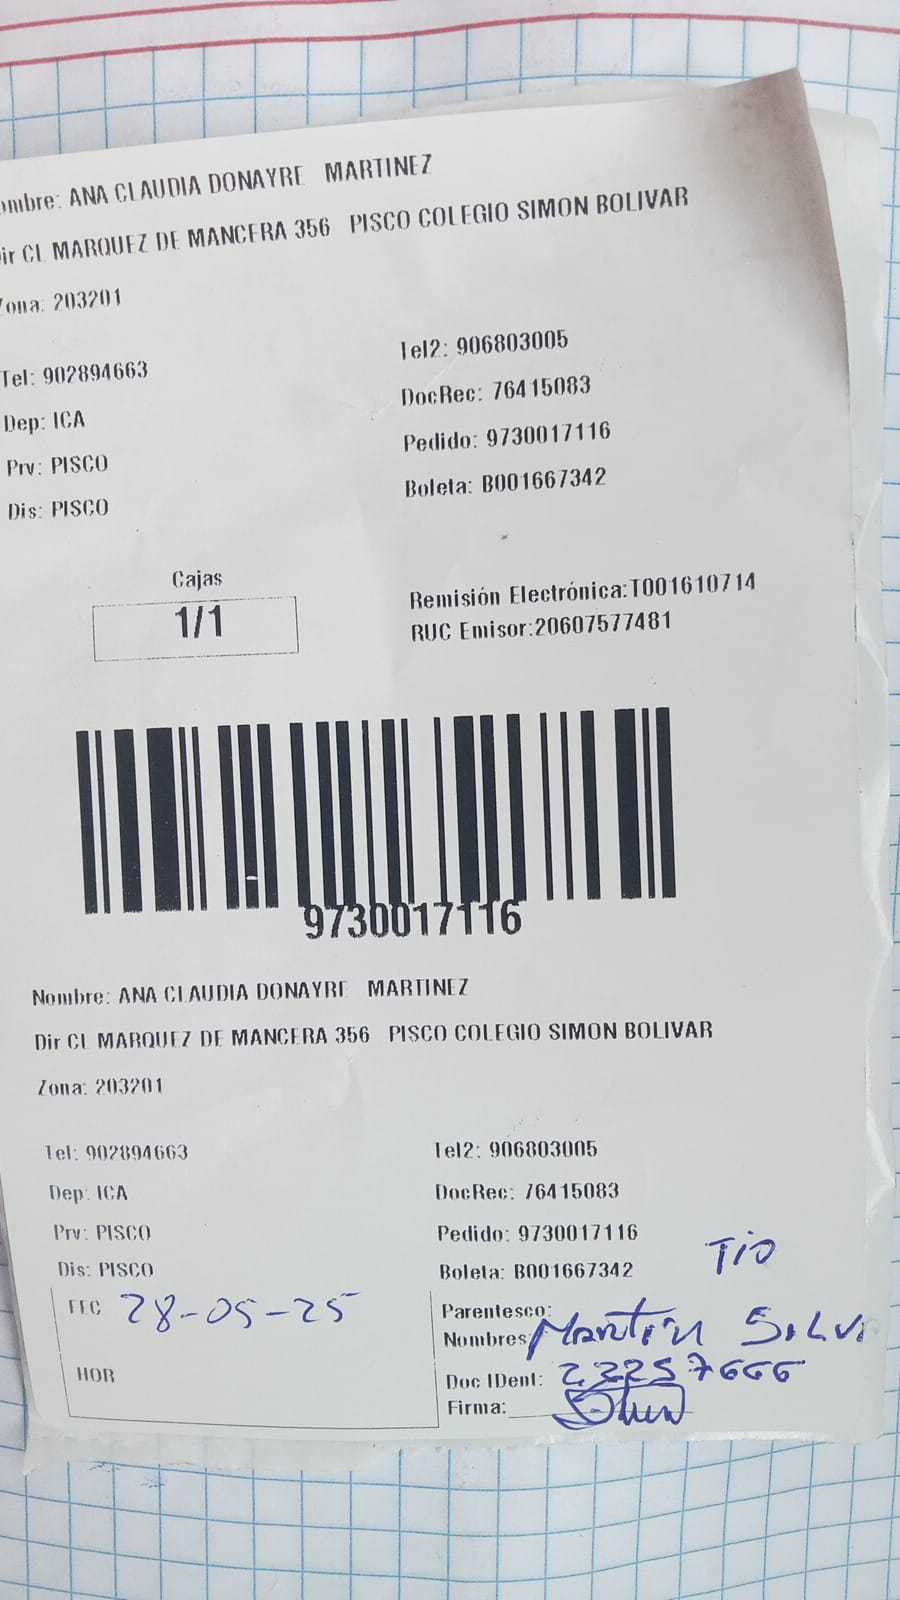 ombre: ANA CLAUDIA DONAYRE MARTINEZ
Dir CL MARQUEZ DE MANCERA 356 PISCO COLEGIO SIMON BOLIVAR
Zona: 203201
Tel: 902894663 Tel2: 906803005
Dep: ICA DocRec: 76415083
Prv: PISCO Pedido: 9730017116
Dis: PISCO Boleta: B001667342
Cajas
1/1
Remisión Electrónica:T001610714
RUC Emisor:20607577481
9730017116
Nombre: ANA CLAUDIA DONAYRE MARTINEZ
Dir CL MARQUEZ DE MANCERA 356 PISCO COLEGIO SIMON BOLIVAR
Zona: 203201
Tel: 902894663 Tel2: 906803005
Dep: ICA DocRec: 76415083
Prv: PISCO Pedido: 9730017116
Dis: PISCO Boleta: B001667342
FEC 28-05-25
HOR
Parentesco: Tio
Nombres: Martin Silva
Doc IDent: 22257666
Firma: